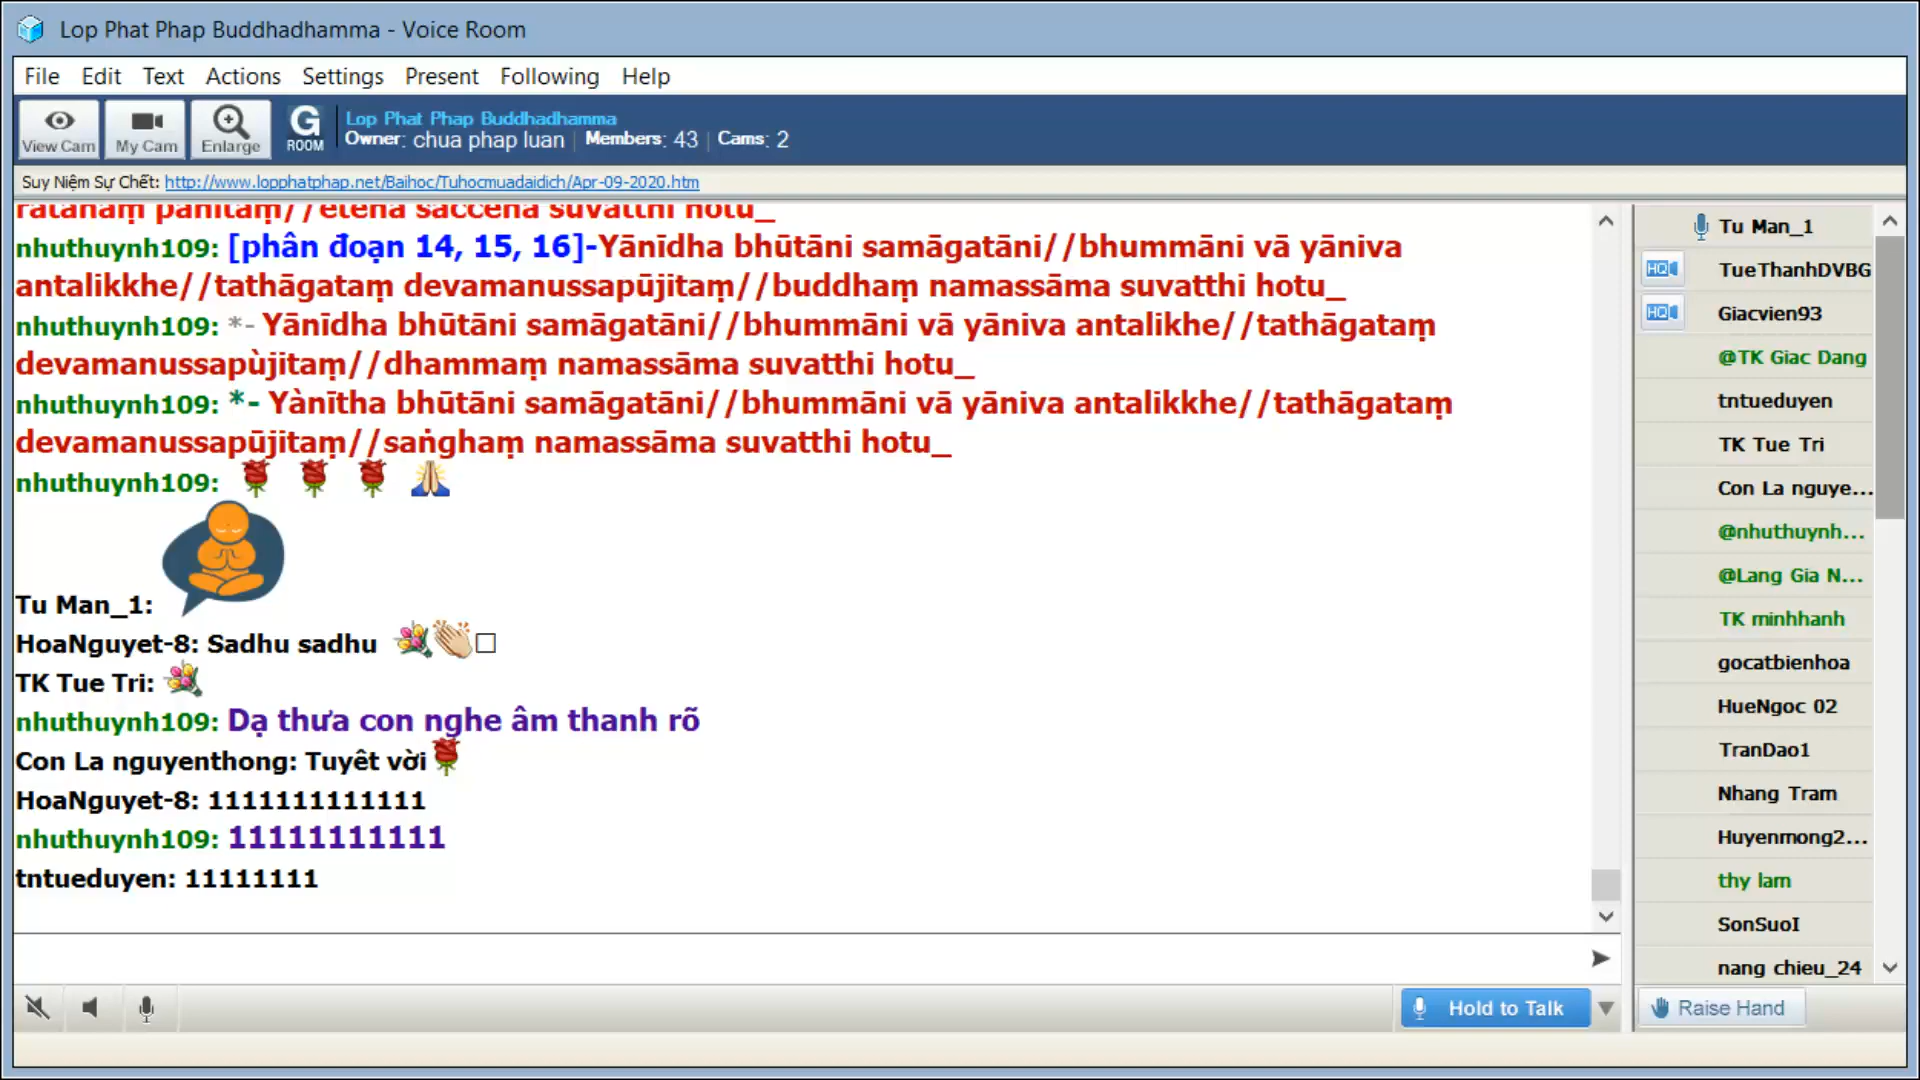 Lop Phat Phap Buddhadhamma - Voice Room
File Edit Text Actions Settings Present Following Help
View Cam My Cam Enlarge G ROOM
Lop Phat Phap Buddhadhamma
Owner: chua phap luan | Members: 43 | Cams: 2
Suy Niệm Sự Chết: http://www.lopphatphap.net/Baihoc/Tuhocmuadaidich/Apr-09-2020.htm
ratanaṃ paṇītaṃ//etena saccena suvatthi hotu_
nhuthuynh109: [phân đoạn 14, 15, 16]-Yānīdha bhūtāni samāgatāni//bhummāni vā yāniva
antalikkhe//tathāgataṃ devamanussapūjitaṃ//buddhaṃ namassāma suvatthi hotu_
nhuthuynh109: *- Yānīdha bhūtāni samāgatāni//bhummāni vā yāniva antalikhe//tathāgataṃ
devamanussapùjitaṃ//dhammaṃ namassāma suvatthi hotu_
nhuthuynh109: *- Yànītha bhūtāni samāgatāni//bhummāni vā yāniva antalikkhe//tathāgataṃ
devamanussapūjitaṃ//saṅghaṃ namassāma suvatthi hotu_
nhuthuynh109:
Tu Man_1:
HoaNguyet-8: Sadhu sadhu
TK Tue Tri:
nhuthuynh109: Dạ thưa con nghe âm thanh rõ
Con La nguyenthong: Tuyêt vời
HoaNguyet-8: 1111111111111
nhuthuynh109: 11111111111
tntueduyen: 11111111
Hold to Talk
Tu Man_1
HQ TueThanhDVBG
HQ Giacvien93
@TK Giac Dang
tntueduyen
TK Tue Tri
Con La nguye...
@nhuthuynh...
@Lang Gia N...
TK minhhanh
gocatbienhoa
HueNgoc 02
TranDao1
Nhang Tram
Huyenmong2...
thy lam
SonSuoI
nang chieu_24
Raise Hand